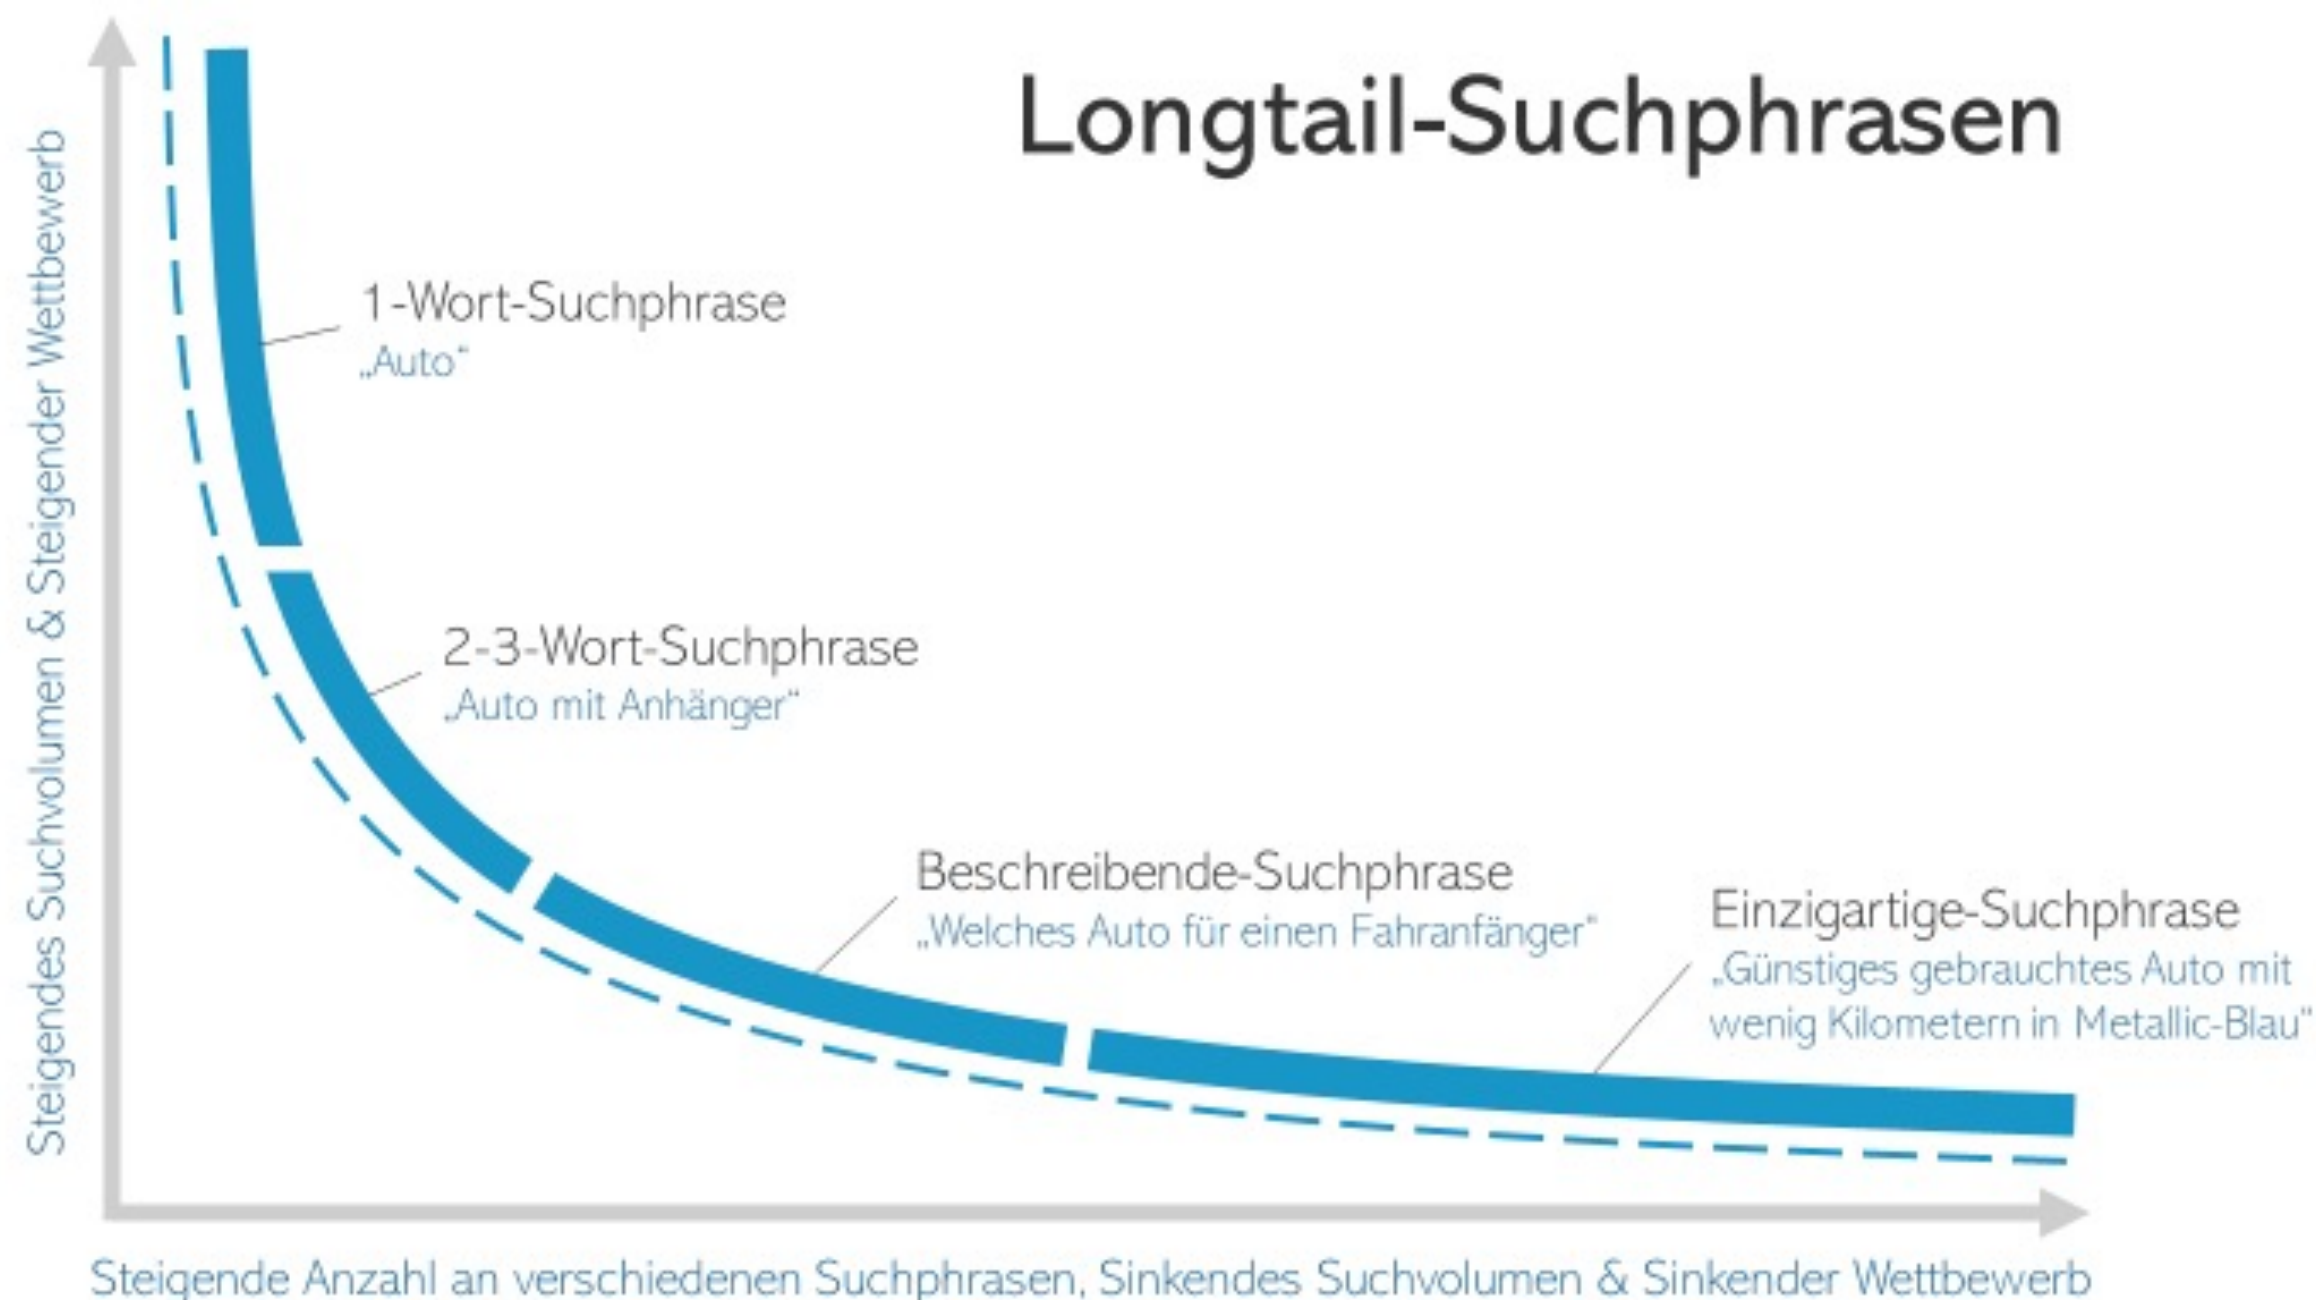 Longtail-Suchphrasen
Steigendes Suchvolumen & Steigender Wettbewerb
1-Wort-Suchphrase
„Auto“
2-3-Wort-Suchphrase
„Auto mit Anhänger“
Beschreibende-Suchphrase
„Welches Auto für einen Fahranfänger“
Einzigartige-Suchphrase
„Günstiges gebrauchtes Auto mit
wenig Kilometern in Metallic-Blau“
Steigende Anzahl an verschiedenen Suchphrasen, Sinkendes Suchvolumen & Sinkender Wettbewerb